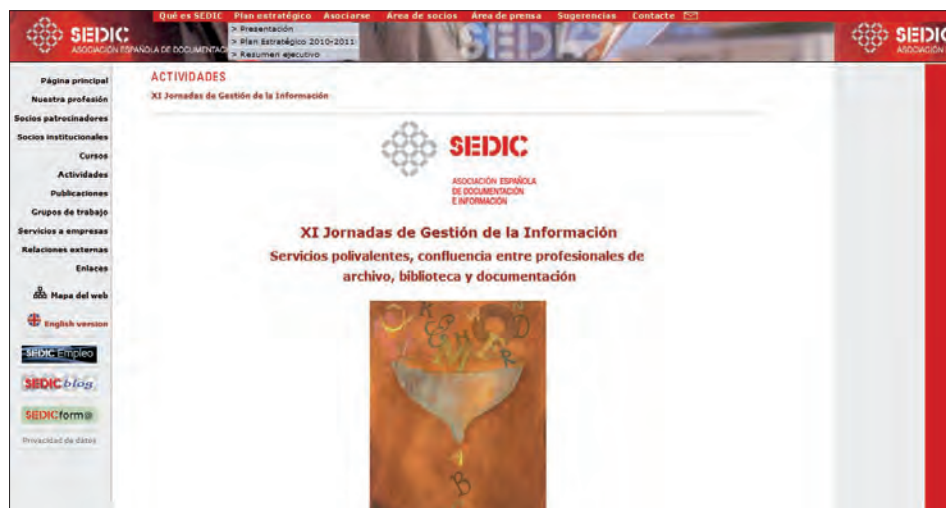 Qué es SEDIC Plan estratégico Asociarse Area de socios Area de prensa Sugerencias Contacte
> Presentación
> Plan Estratégico 2010-2011
> Resumen ejecutivo
SEDIC
ASOCIACIÓN ESPAÑOLA DE DOCUMENTACI
SEDIC
SEDIC
ASOCIACIÓN E
Página principal
Nuestra profesión
Socios patrocinadores
Socios institucionales
Cursos
Actividades
Publicaciones
Grupos de trabajo
Servicios a empresas
Relaciones externas
Enlaces
Mapa del web
English version
SEDIC Empleo
SEDIC blog
SEDICform@
Privacidad de datos
ACTIVIDADES
XI Jornadas de Gestión de la Información
SEDIC
ASOCIACIÓN ESPAÑOLA
DE DOCUMENTACIÓN
E INFORMACIÓN
XI Jornadas de Gestión de la Información
Servicios polivalentes, confluencia entre profesionales de
archivo, biblioteca y documentación